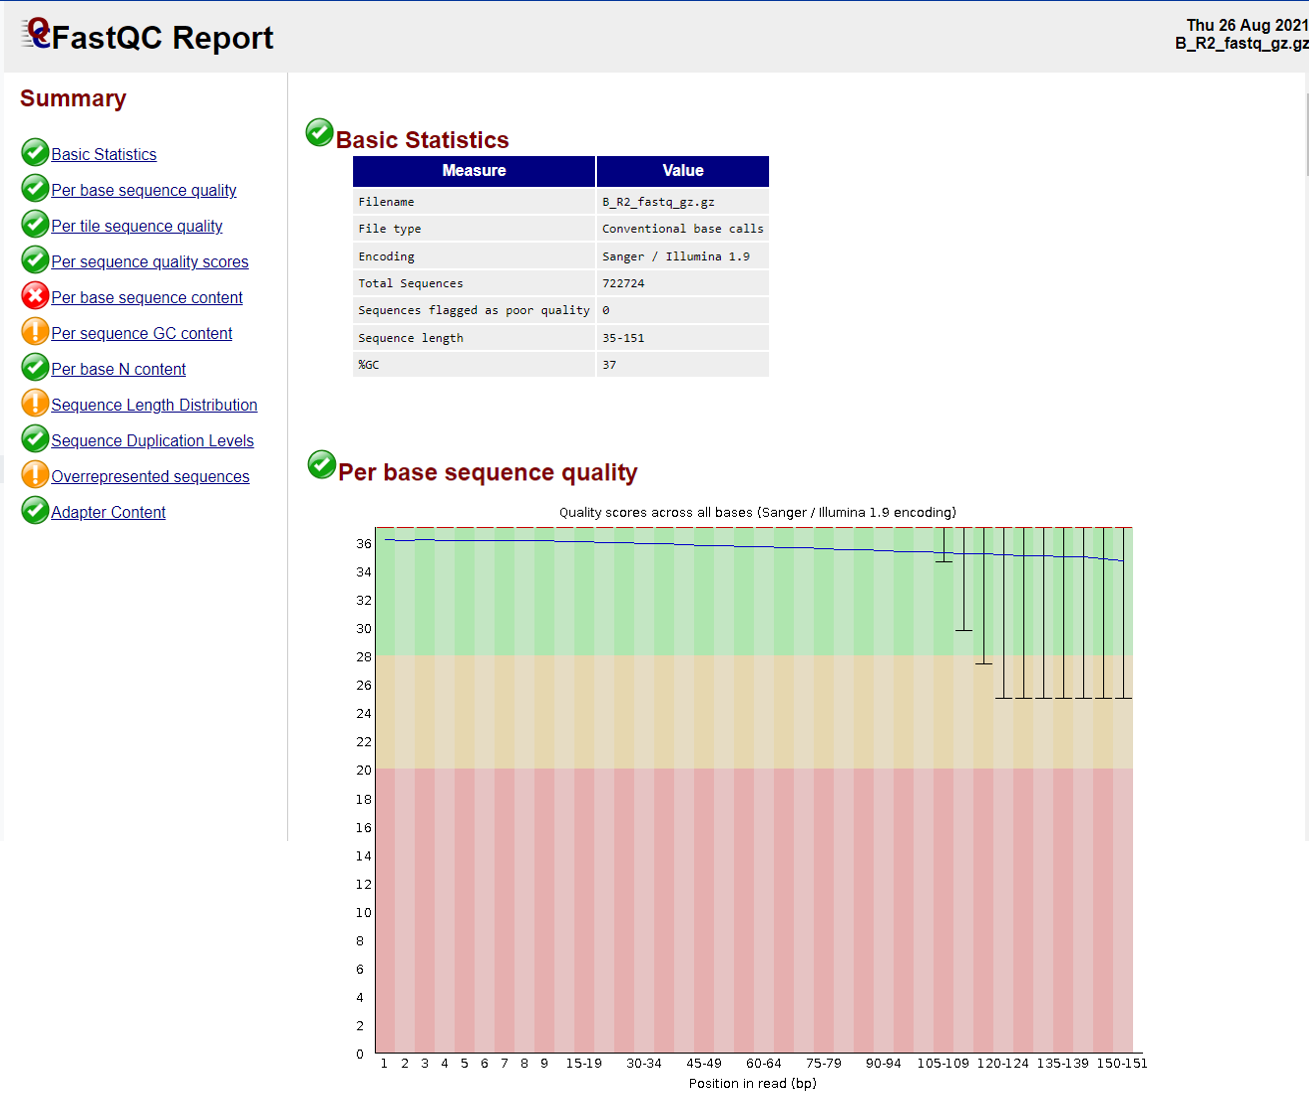 FastQC Report
Thu 26 Aug 2021
B_R2_fastq_gz.gz
Summary
Basic Statistics
Per base sequence quality
Per tile sequence quality
Per sequence quality scores
Per base sequence content
Per sequence GC content
Per base N content
Sequence Length Distribution
Sequence Duplication Levels
Overrepresented sequences
Adapter Content
Basic Statistics
Measure Value
Filename B_R2_fastq_gz.gz
File type Conventional base calls
Encoding Sanger / Illumina 1.9
Total Sequences 722724
Sequences flagged as poor quality 0
Sequence length 35-151
%GC 37
Per base sequence quality
Quality scores across all bases (Sanger / Illumina 1.9 encoding)
36
34
32
30
28
26
24
22
20
18
16
14
12
10
8
6
4
2
0
1 2 3 4 5 6 7 8 9 15-19 30-34 45-49 60-64 75-79 90-94 105-109 120-124 135-139 150-151
Position in read (bp)